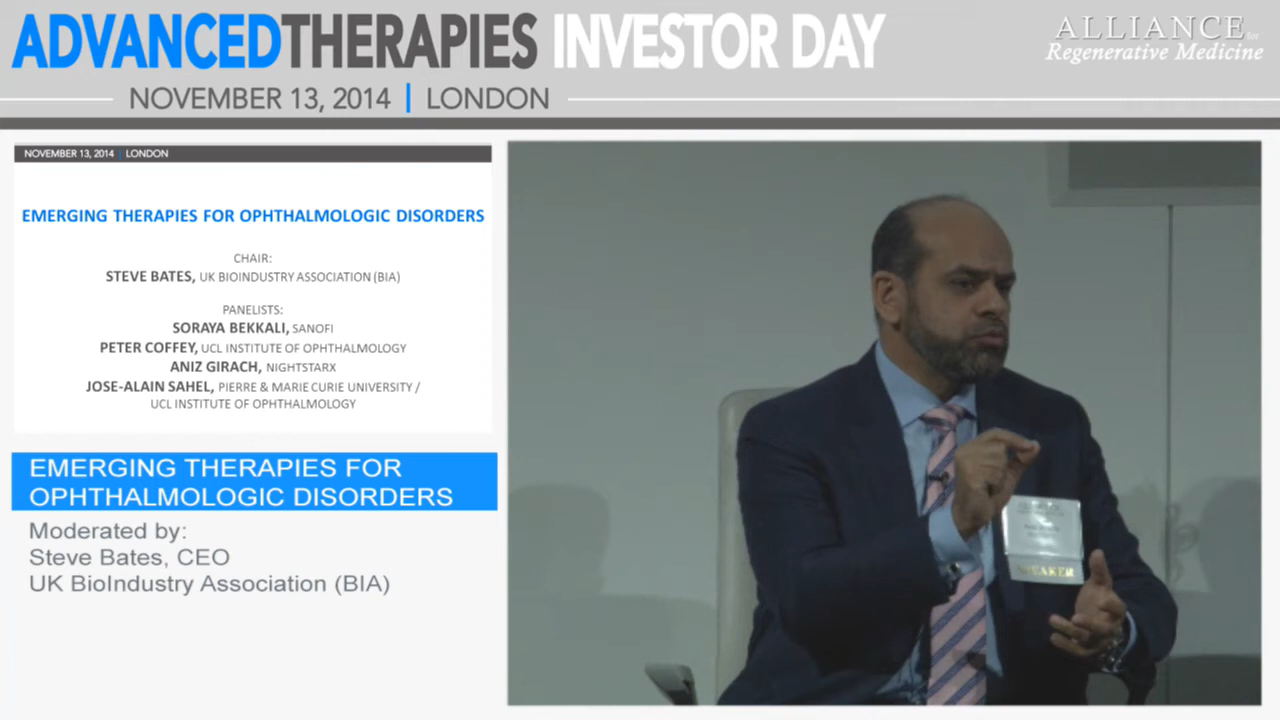 ADVANCEDTHERAPIES INVESTOR DAY
NOVEMBER 13, 2014 | LONDON
ALLIANCE for
Regenerative Medicine
NOVEMBER 13, 2014 | LONDON
EMERGING THERAPIES FOR OPHTHALMOLOGIC DISORDERS
CHAIR:
STEVE BATES, UK BIOINDUSTRY ASSOCIATION (BIA)
PANELISTS:
SORAYA BEKKALI, SANOFI
PETER COFFEY, UCL INSTITUTE OF OPHTHALMOLOGY
ANIZ GIRACH, NIGHTSTARX
JOSE-ALAIN SAHEL, PIERRE & MARIE CURIE UNIVERSITY /
UCL INSTITUTE OF OPHTHALMOLOGY
EMERGING THERAPIES FOR
OPHTHALMOLOGIC DISORDERS
Moderated by:
Steve Bates, CEO
UK BioIndustry Association (BIA)
SPEAKER